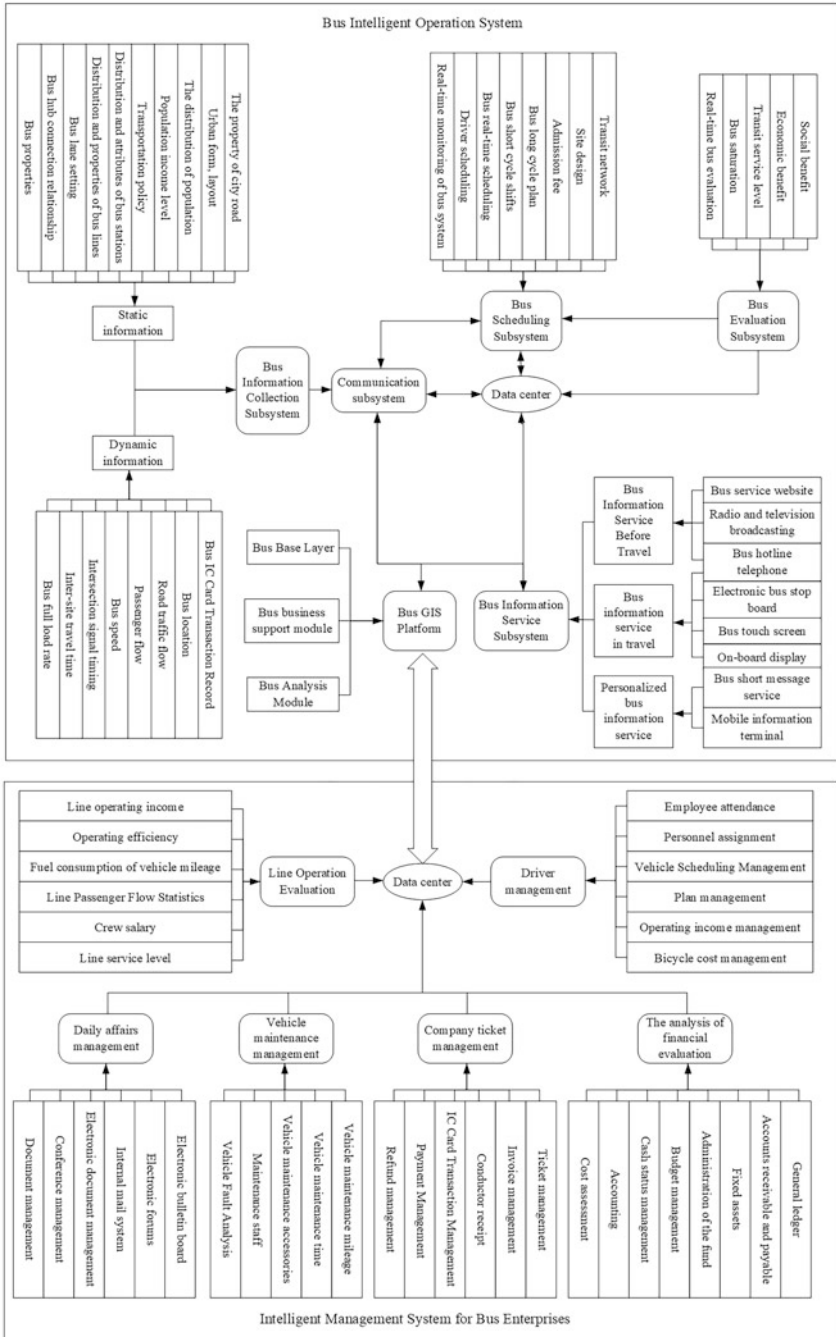 Bus Intelligent Operation System
The property of city road
Urban form, layout
The distribution of population
Population income level
Transportation policy
Distribution and attributes of bus stations
Distribution and properties of bus lines
Bus lane setting
Bus hub connection relationship
Bus properties
Transit network
Site design
Admission fee
Bus long cycle plan
Bus short cycle shifts
Bus real-time scheduling
Driver scheduling
Real-time monitoring of bus system
Social benefit
Economic benefit
Transit service level
Bus saturation
Real-time bus evaluation
Static
information
Bus
Scheduling
Subsystem
Bus
Evaluation
Subsystem
Bus
Information
Collection
Subsystem
Communication
subsystem
Data center
Dynamic
information
Bus IC Card Transaction Record
Bus location
Road traffic flow
Passenger flow
Bus speed
Intersection signal timing
Inter-site travel time
Bus full load rate
Bus Base Layer
Bus business
support module
Bus Analysis
Module
Bus GIS
Platform
Bus Information
Service
Subsystem
Bus
Information
Service
Before
Travel
Bus
information
service
in travel
Personalized
bus
information
service
Bus service website
Radio and television
broadcasting
Bus hotline
telephone
Electronic bus stop
board
Bus touch screen
On-board display
Bus short message
service
Mobile information
terminal
Line operating income
Operating efficiency
Fuel consumption of vehicle mileage
Line Passenger Flow Statistics
Crew salary
Line service level
Line Operation
Evaluation
Data center
Driver
management
Employee attendance
Personnel assignment
Vehicle Scheduling Management
Plan management
Operating income management
Bicycle cost management
Daily affairs
management
Vehicle
maintenance
management
Company ticket
management
The analysis of
financial
evaluation
Electronic bulletin board
Electronic forums
Internal mail system
Electronic document management
Conference management
Document management
Vehicle maintenance mileage
Vehicle maintenance time
Vehicle maintenance accessories
Maintenance staff
Vehicle Fault Analysis
Ticket management
Invoice management
Conductor receipt
IC Card Transaction Management
Payment Management
Refund management
General ledger
Accounts receivable and payable
Fixed assets
Administration of the fund
Budget management
Cash status management
Accounting
Cost assessment
Intelligent Management System for Bus Enterprises